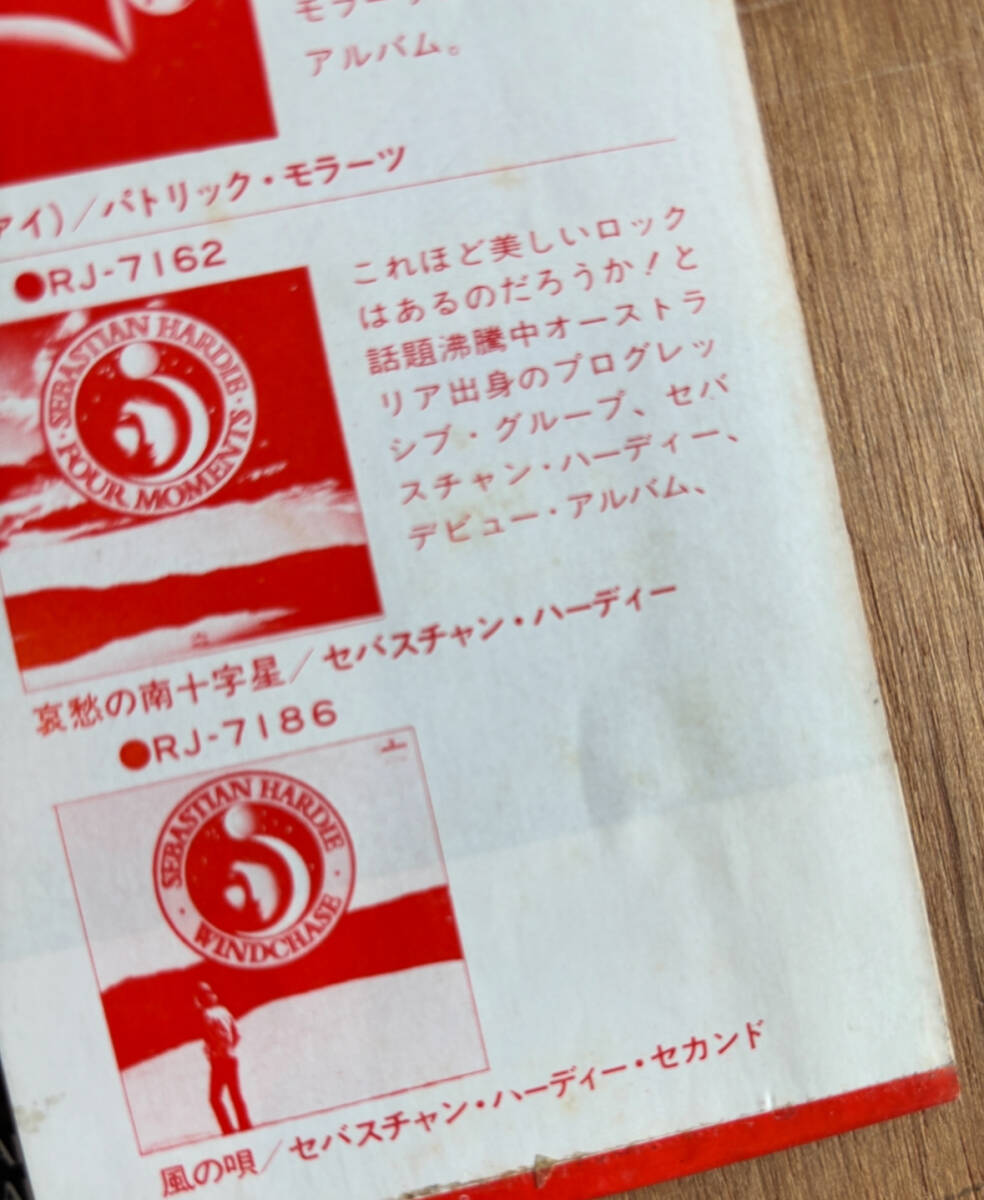 アルバム。
アイ)/パトリック・モラーツ
●RJ-7162
SEBASTIAN HARDIE · FOUR MOMENTS ·
これほど美しいロック
はあるのだろうか!と
話題沸騰中オーストラ
リア出身のプログレッ
シブ・グループ、セバ
スチャン・ハーディー、
デビュー・アルバム、
哀愁の南十字星/セバスチャン・ハーディー
●RJ-7186
SEBASTIAN HARDIE · WINDCHASE ·
風の唄/セバスチャン・ハーディー・セカンド